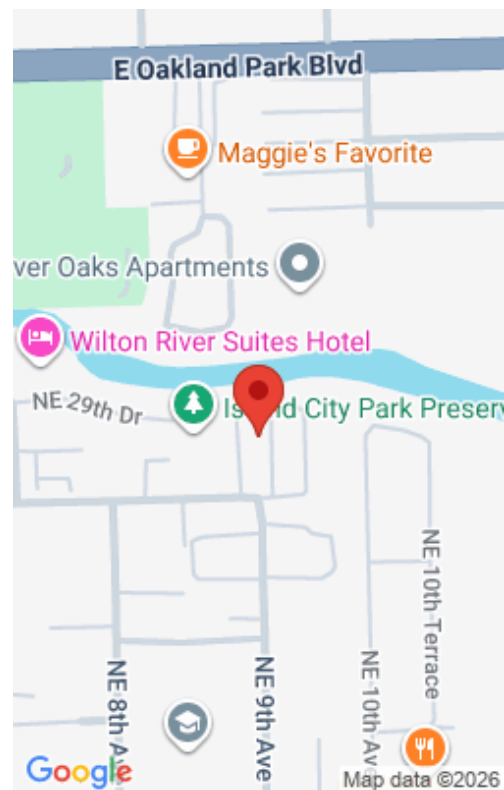 E Oakland Park Blvd
Maggie's Favorite
ver Oaks Apartments
Wilton River Suites Hotel
NE 29th Dr
Island City Park Preserv
NE 10th Terrace
NE 8th Av
NE 9th Ave
NE 10th Ave
Google
Map data ©2026